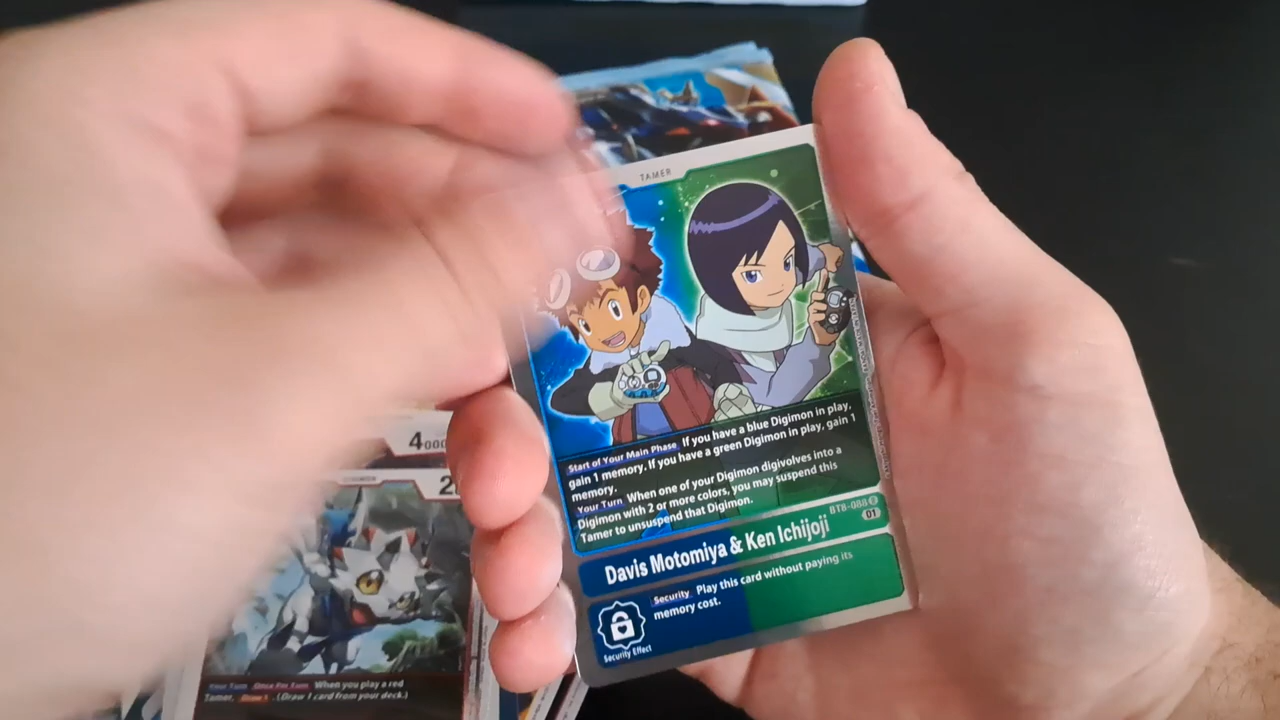 TAMER
Start of Your Main Phase If you have a blue Digimon in play,
gain 1 memory. If you have a green Digimon in play, gain 1
memory.
Your Turn When one of your Digimon digivolves into a
Digimon with 2 or more colors, you may suspend this
Tamer to unsuspend that Digimon.
BT8-088 R
01
Davis Motomiya & Ken Ichijoji
Security Play this card without paying its
memory cost.
Security Effect
4000
2
Your Turn Once Per Turn When you play a red
Tamer, Draw 1. (Draw 1 card from your deck.)